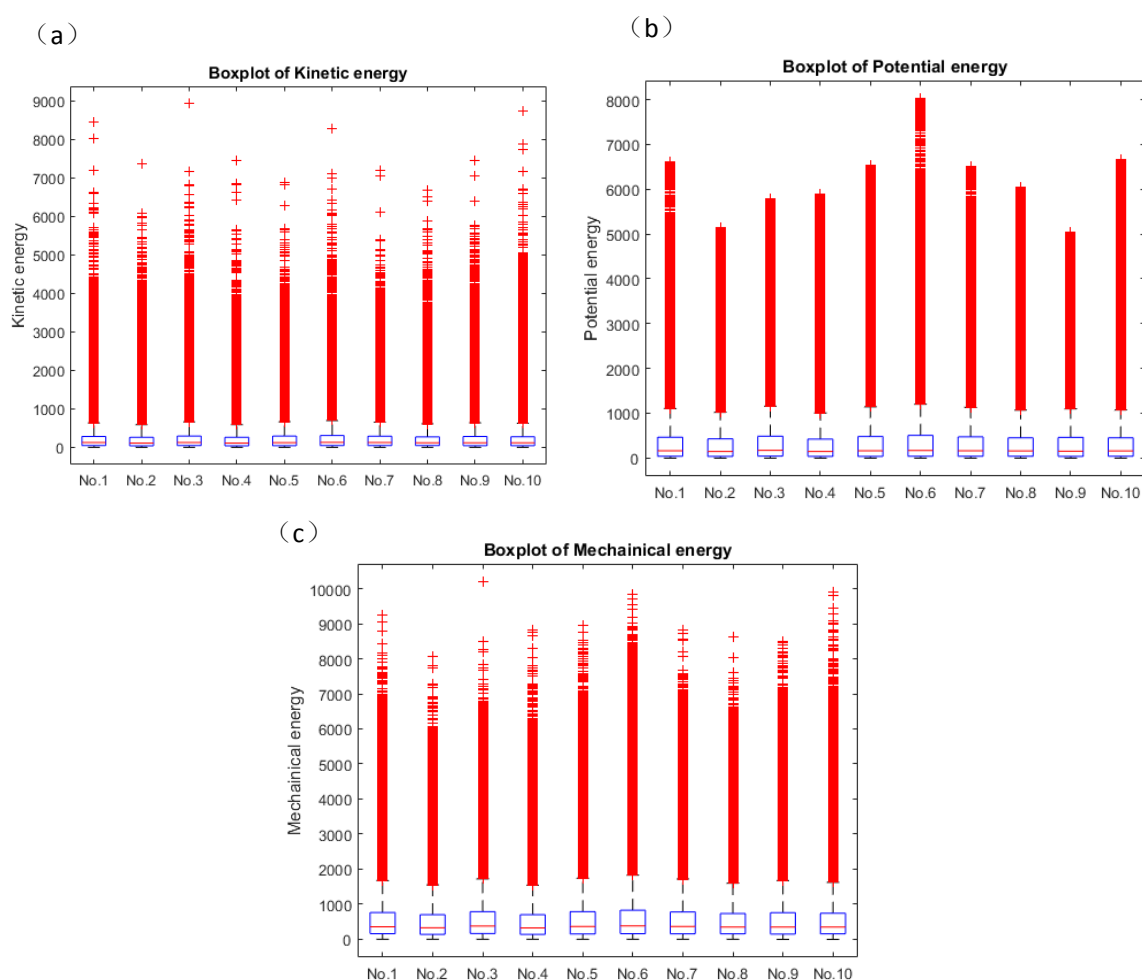 （a）
Boxplot of Kinetic energy
9000
8000
7000
6000
5000
4000
3000
2000
1000
0
Kinetic energy
No.1 No.2 No.3 No.4 No.5 No.6 No.7 No.8 No.9 No.10
（b）
Boxplot of Potential energy
8000
7000
6000
5000
4000
3000
2000
1000
0
Potential energy
No.1 No.2 No.3 No.4 No.5 No.6 No.7 No.8 No.9 No.10
（c）
Boxplot of Mechainical energy
10000
9000
8000
7000
6000
5000
4000
3000
2000
1000
0
Mechainical energy
No.1 No.2 No.3 No.4 No.5 No.6 No.7 No.8 No.9 No.10